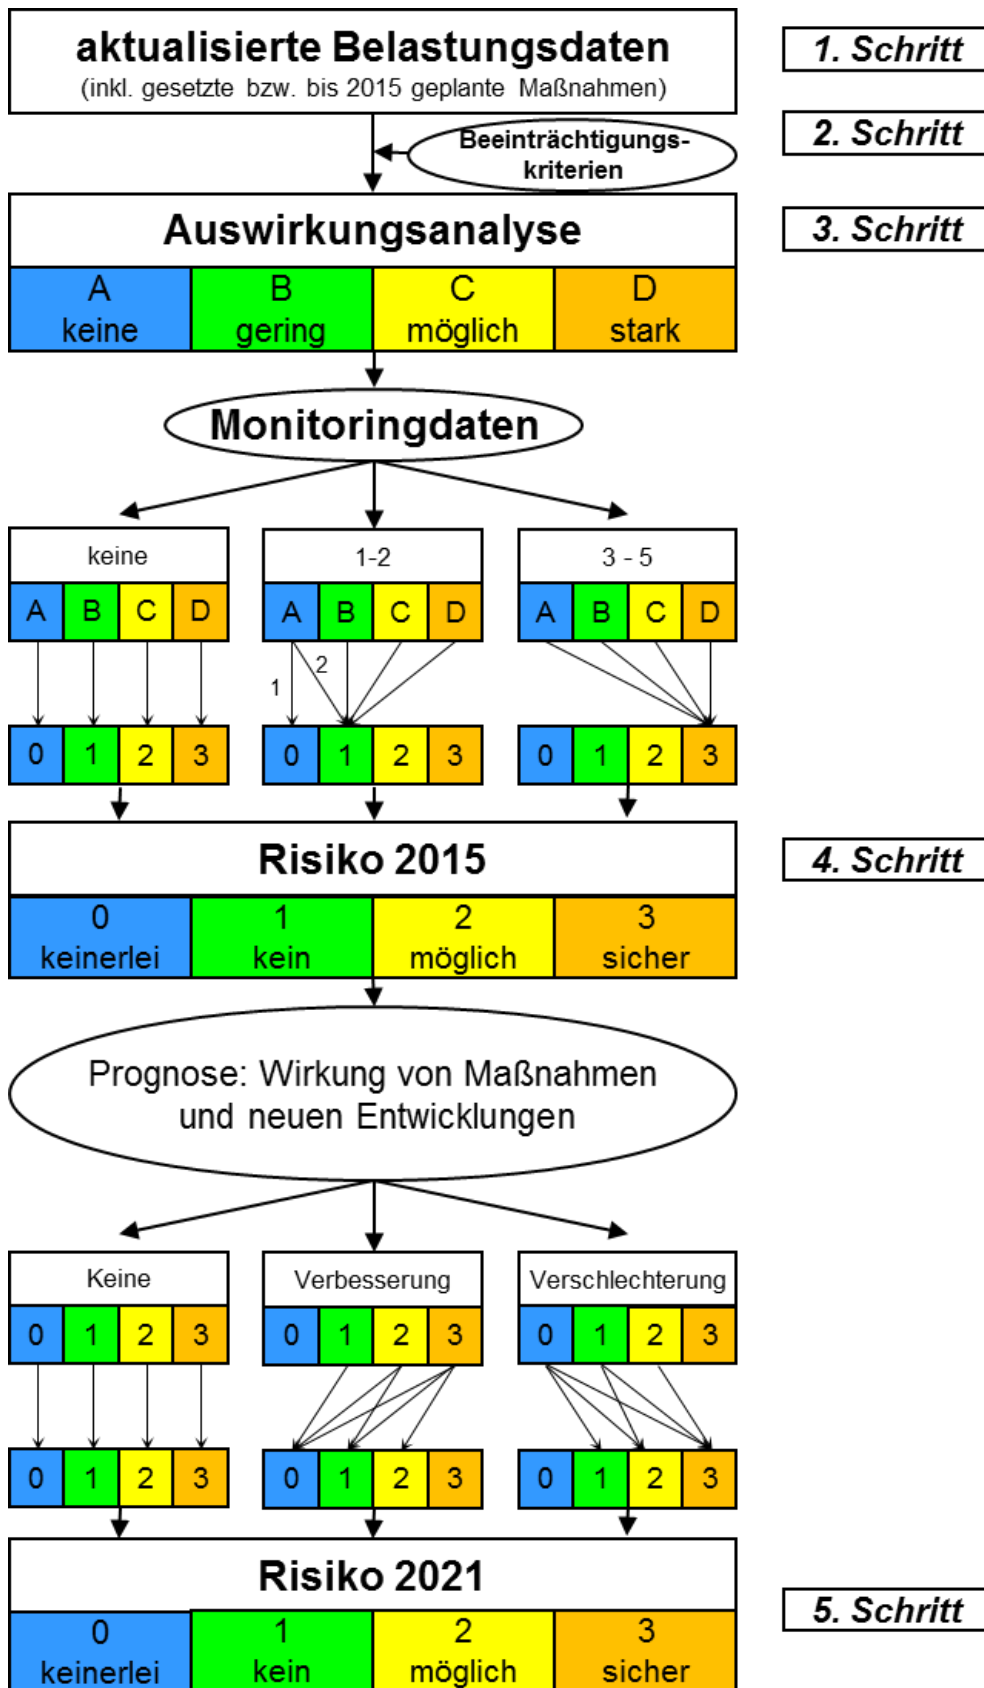 aktualisierte Belastungsdaten
(inkl. gesetzte bzw. bis 2015 geplante Maßnahmen)
1. Schritt
Beeinträchtigungs-
kriterien
2. Schritt
Auswirkungsanalyse
3. Schritt
A B C D
keine gering möglich stark
Monitoringdaten
keine 1-2 3 - 5
A B C D A B C D A B C D
1 2
0 1 2 3 0 1 2 3 0 1 2 3
Risiko 2015
4. Schritt
0 1 2 3
keinerlei kein möglich sicher
Prognose: Wirkung von Maßnahmen
und neuen Entwicklungen
Keine Verbesserung Verschlechterung
0 1 2 3 0 1 2 3 0 1 2 3
0 1 2 3 0 1 2 3 0 1 2 3
Risiko 2021
5. Schritt
0 1 2 3
keinerlei kein möglich sicher